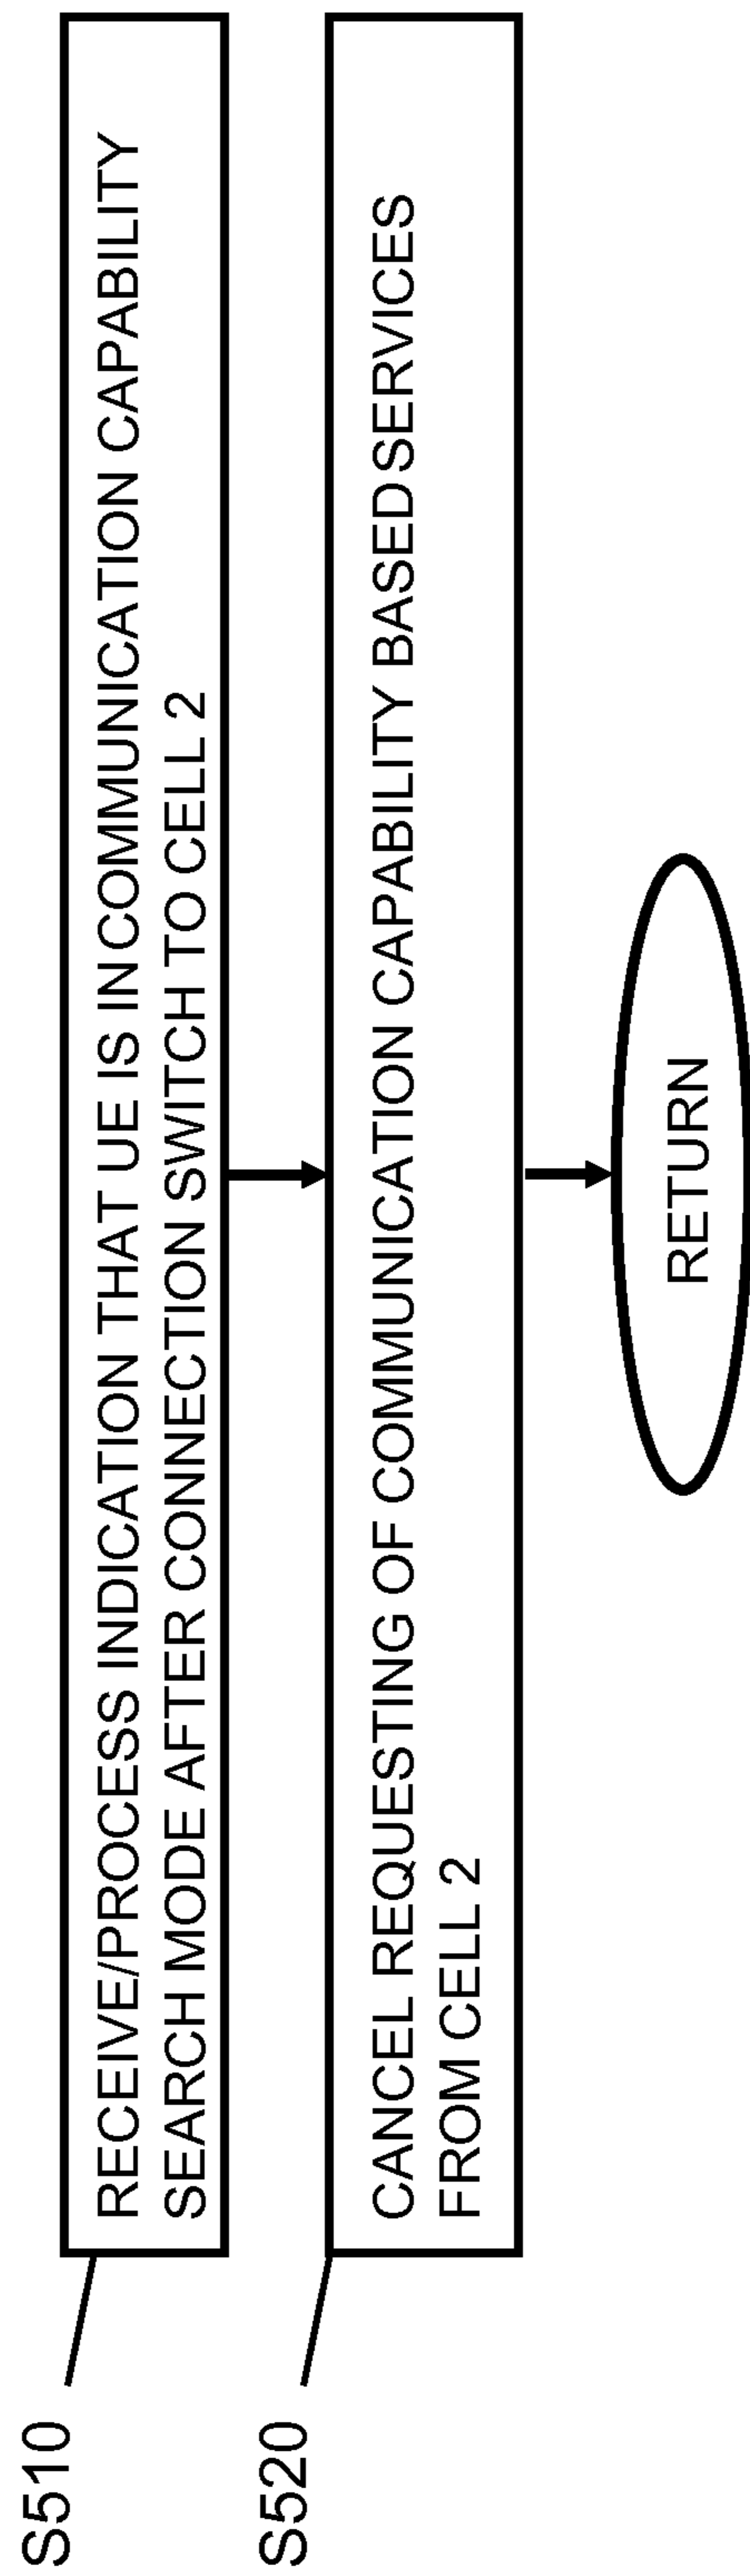 S510
RECEIVE/PROCESS INDICATION THAT UE IS IN COMMUNICATION CAPABILITY
SEARCH MODE AFTER CONNECTION SWITCH TO CELL 2
S520
CANCEL REQUESTING OF COMMUNICATION CAPABILITY BASED SERVICES
FROM CELL 2
RETURN